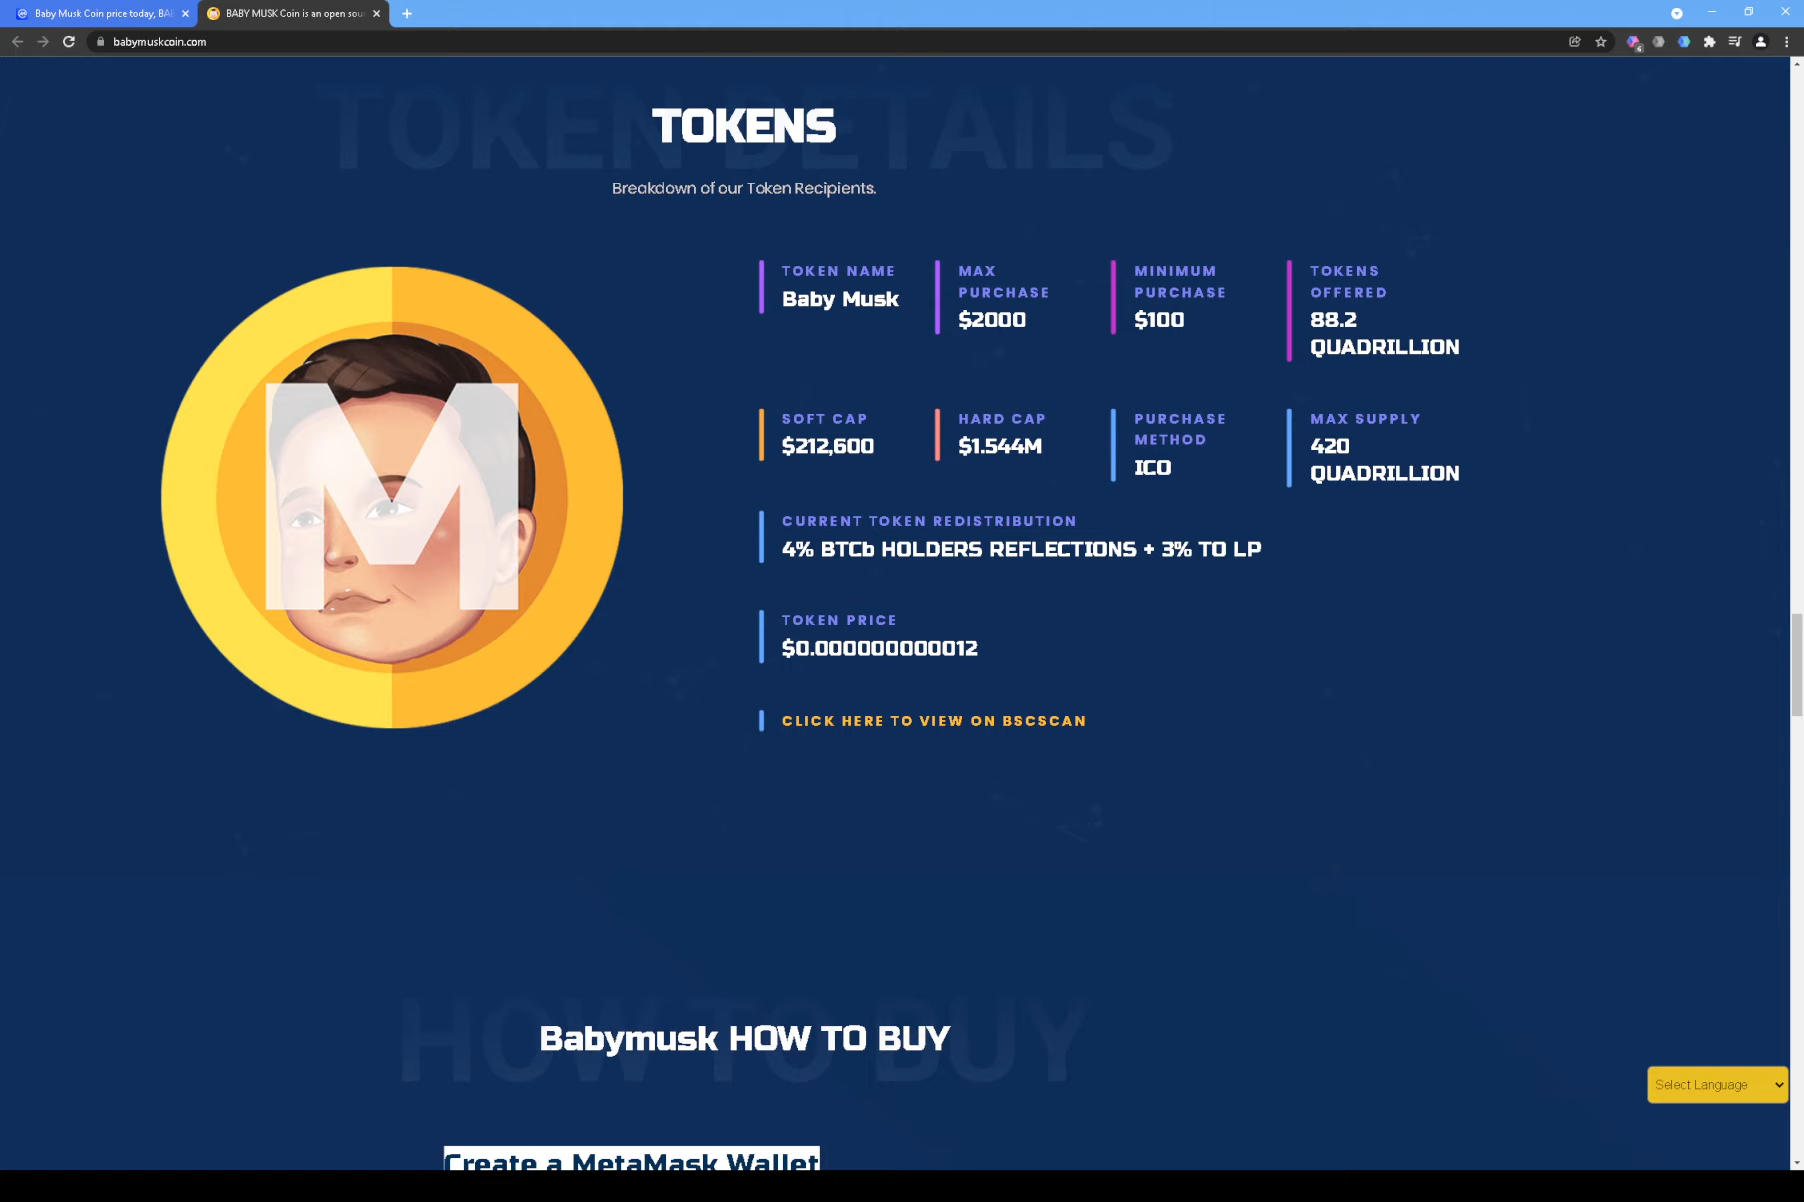 Baby Musk Coin price today, BAB
BABY MUSK Coin is an open sou
babymuskcoin.com
TOKEN DETAILS
TOKENS
Breakdown of our Token Recipients.
M
TOKEN NAME
Baby Musk
MAX
PURCHASE
$2000
MINIMUM
PURCHASE
$100
TOKENS
OFFERED
88.2
QUADRILLION
SOFT CAP
$212,600
HARD CAP
$1.544M
PURCHASE
METHOD
ICO
MAX SUPPLY
420
QUADRILLION
CURRENT TOKEN REDISTRIBUTION
4% BTCb HOLDERS REFLECTIONS + 3% TO LP
TOKEN PRICE
$0.000000000012
CLICK HERE TO VIEW ON BSCSCAN
HOW TO BUY
Babymusk HOW TO BUY
Select Language
Create a MetaMask Wallet